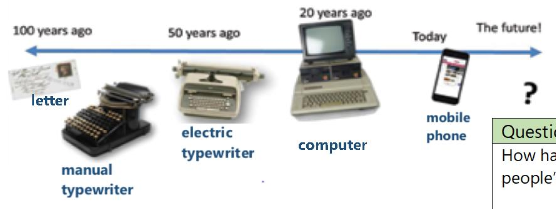 100 years ago
50 years ago
20 years ago
Today
The future!
letter
manual
typewriter
electric
typewriter
computer
mobile
phone
?
How ha
people'